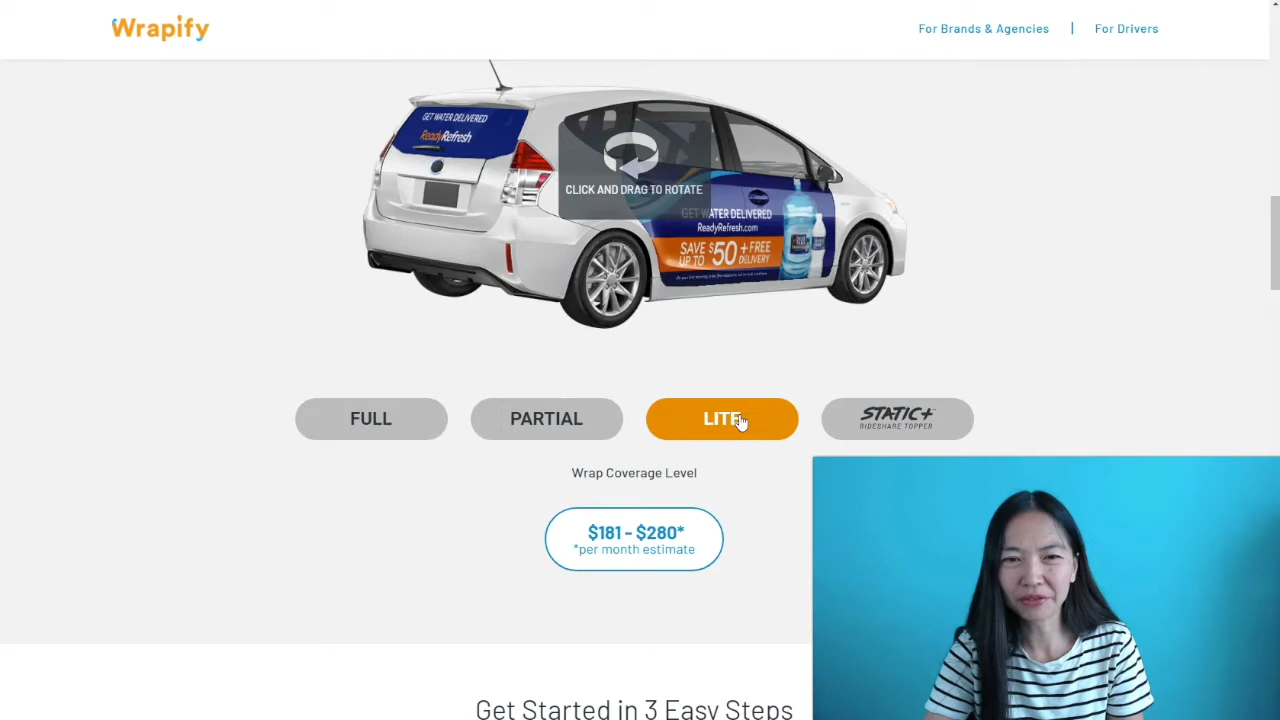 Wrapify
For Brands & Agencies | For Drivers
GET WATER DELIVERED
ReadyRefresh
CLICK AND DRAG TO ROTATE
GET WATER DELIVERED
ReadyRefresh.com
SAVE $50 + FREE
UP TO DELIVERY
FULL
PARTIAL
LITE
STATIC+
RIDESHARE TOPPER
Wrap Coverage Level
$181 - $280*
*per month estimate
Get Started in 3 Easy Steps